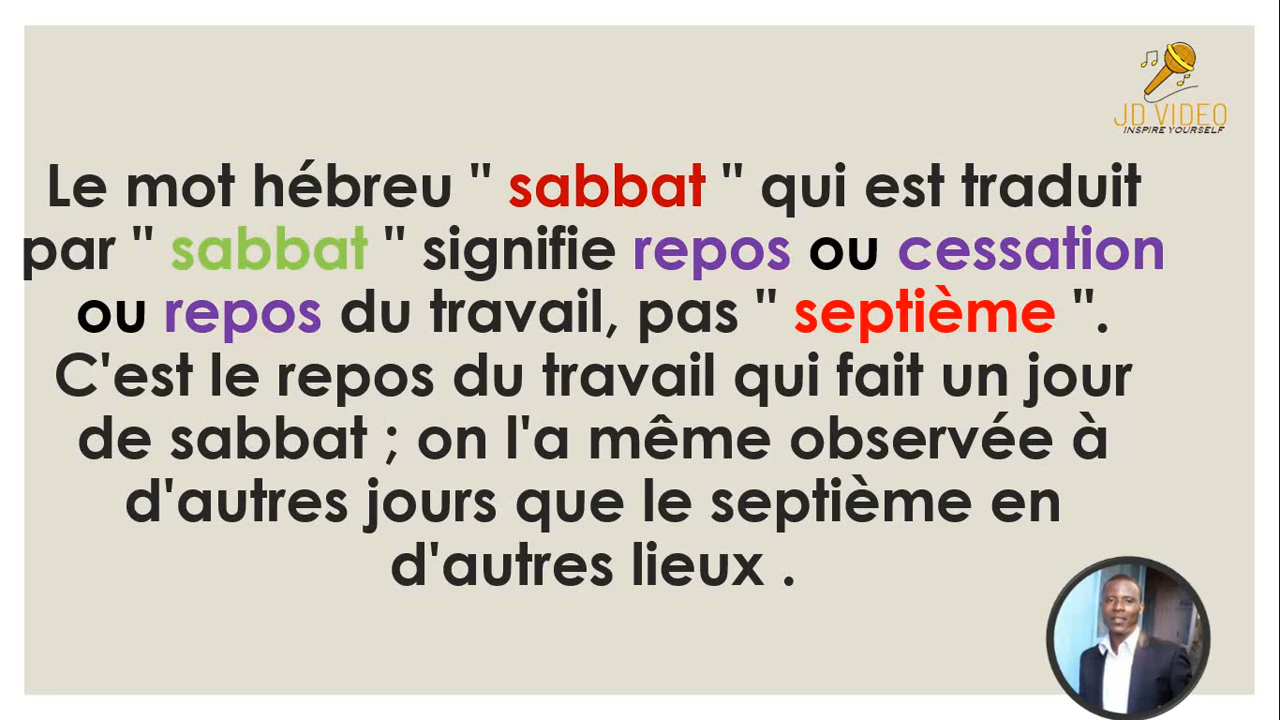 JD VIDEO
INSPIRE YOURSELF
Le mot hébreu " sabbat " qui est traduit
par " sabbat " signifie repos ou cessation
ou repos du travail, pas " septième ".
C'est le repos du travail qui fait un jour
de sabbat ; on l'a même observée à
d'autres jours que le septième en
d'autres lieux .